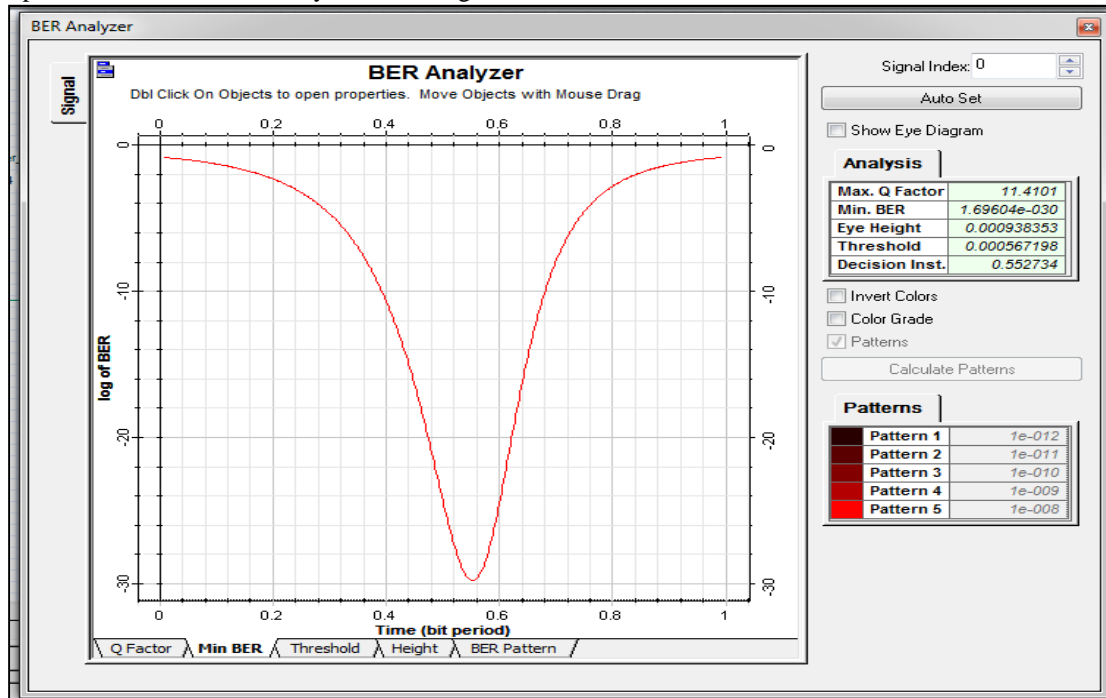 BER Analyzer
Signal
BER Analyzer
Dbl Click On Objects to open properties. Move Objects with Mouse Drag
0 0.2 0.4 0.6 0.8 1
0 0
-10 -10
-20 -20
-30 -30
log of BER
0 0.2 0.4 0.6 0.8 1
Time (bit period)
Q Factor Min BER Threshold Height BER Pattern
Signal Index: 0
Auto Set
Show Eye Diagram
Analysis
Max. Q Factor 11.4101
Min. BER 1.69604e-030
Eye Height 0.000938353
Threshold 0.000567198
Decision Inst. 0.552734
Invert Colors
Color Grade
Patterns
Calculate Patterns
Patterns
Pattern 1 1e-012
Pattern 2 1e-011
Pattern 3 1e-010
Pattern 4 1e-009
Pattern 5 1e-008